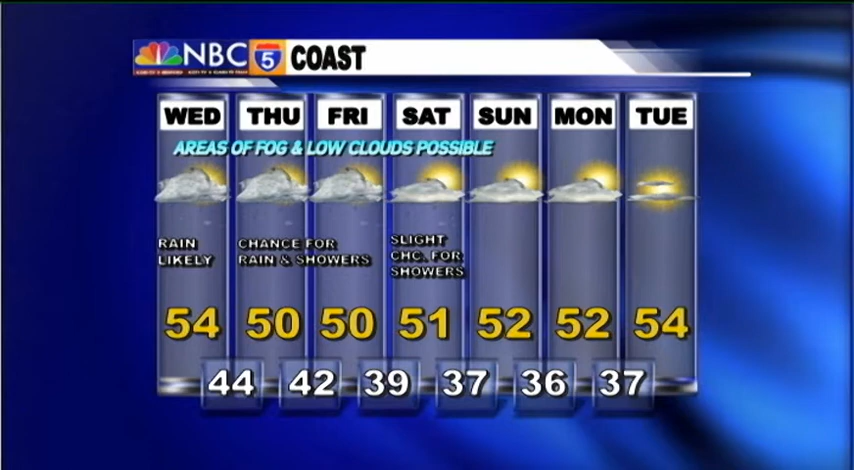 NBC 5 COAST
WED THU FRI SAT SUN MON TUE
AREAS OF FOG & LOW CLOUDS POSSIBLE
RAIN
LIKELY
CHANCE FOR
RAIN & SHOWERS
SLIGHT
CHC. FOR
SHOWERS
54 50 50 51 52 52 54
44 42 39 37 36 37